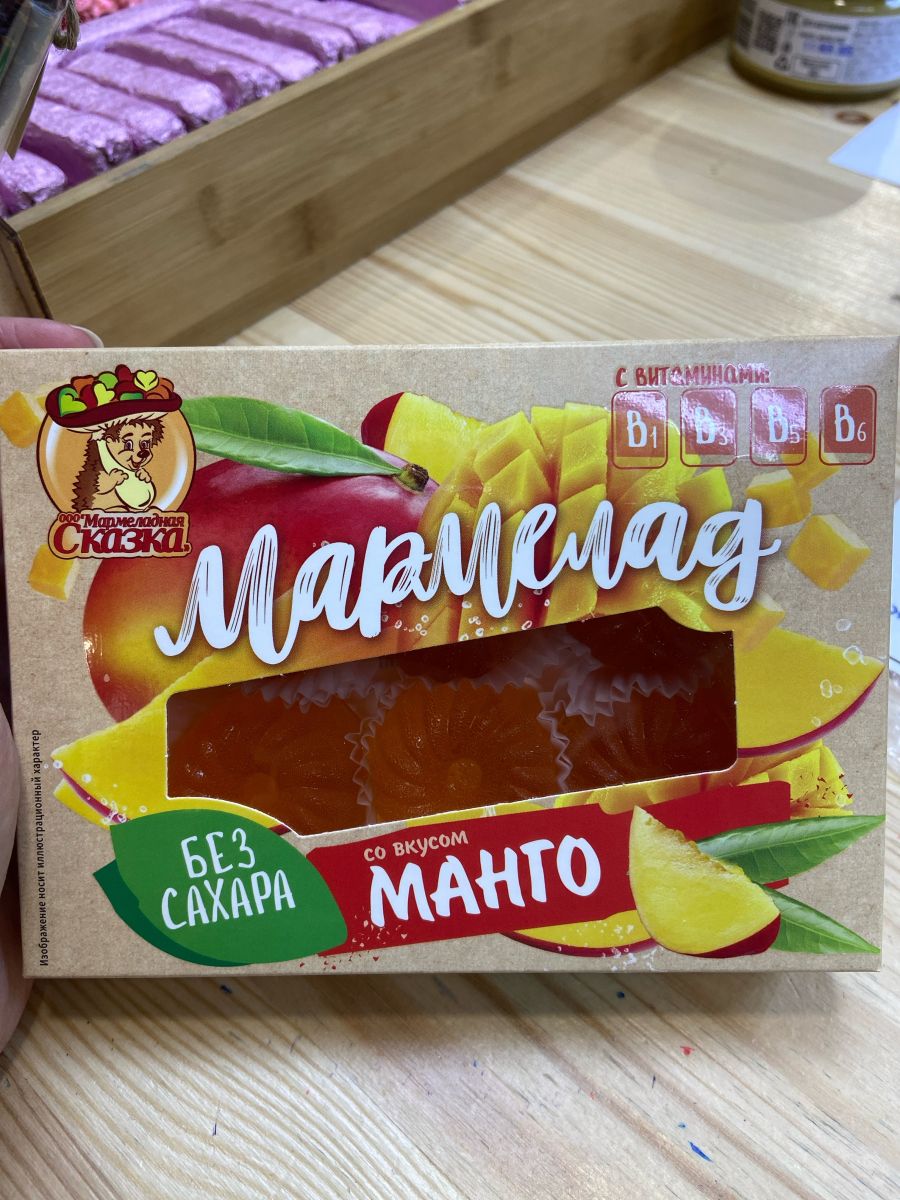 С ВИТАМИНАМИ:
B1 B3 B5 B6
ООО "Мармеладная
Сказка"
Мармелад
БЕЗ
САХАРА
СО ВКУСОМ
МАНГО
Изображение носит иллюстрационный характер